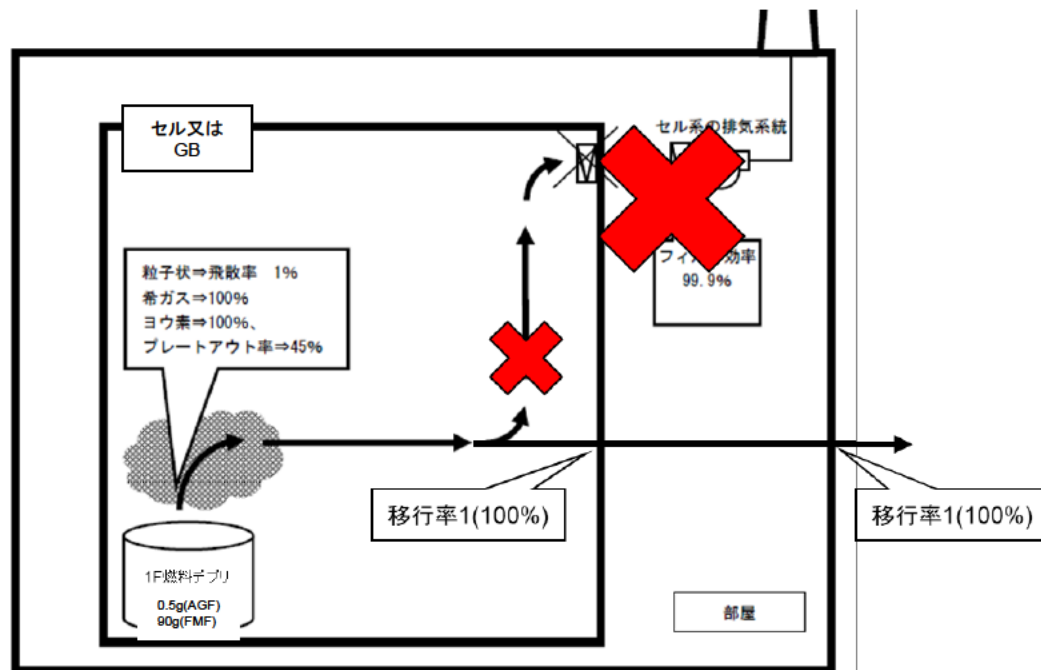 セル又は
GB
セル系の排気系統
粒子状⇒飛散率 1%
希ガス⇒100%
ヨウ素⇒100%、
プレートアウト率⇒45%
99.9%
移行率1(100%)
移行率1(100%)
1F燃料デブリ
0.5g(AGF)
90g(FMF)
部屋